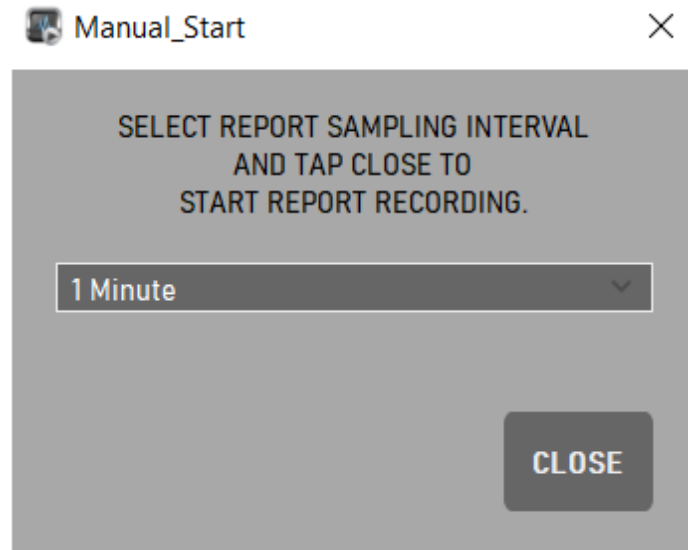 Manual_Start
SELECT REPORT SAMPLING INTERVAL
AND TAP CLOSE TO
START REPORT RECORDING.
1 Minute
CLOSE